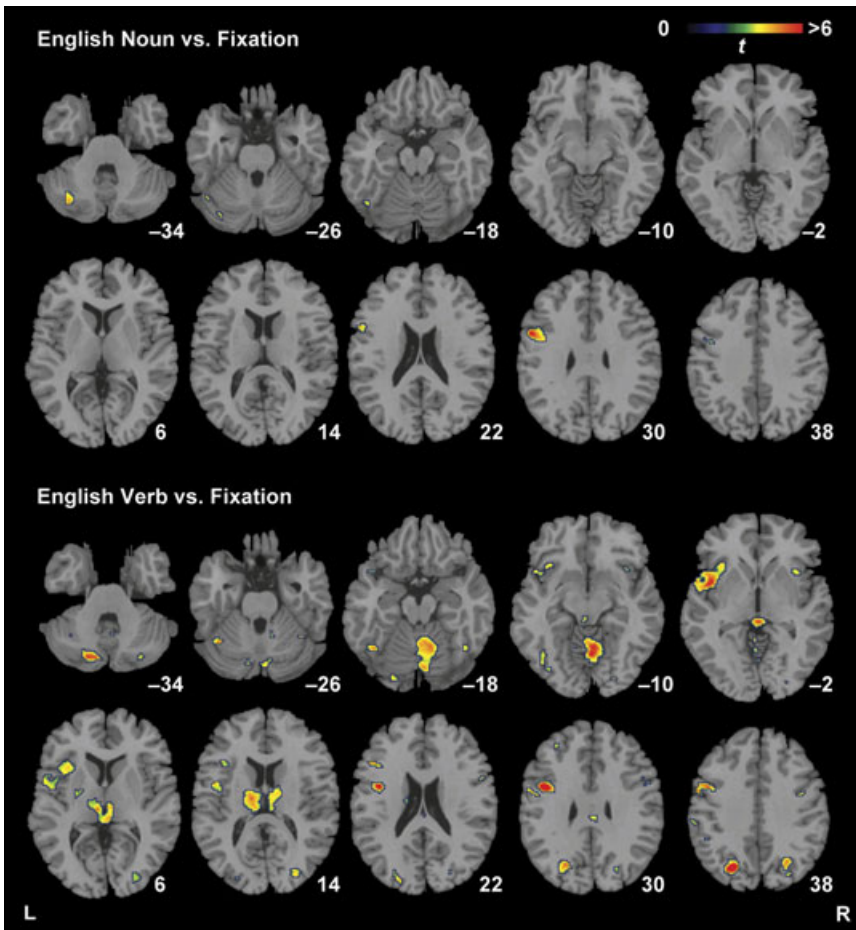 English Noun vs. Fixation
0 >6
t
–34 –26 –18 –10 –2
6 14 22 30 38
English Verb vs. Fixation
–34 –26 –18 –10 –2
6 14 22 30 38
L R